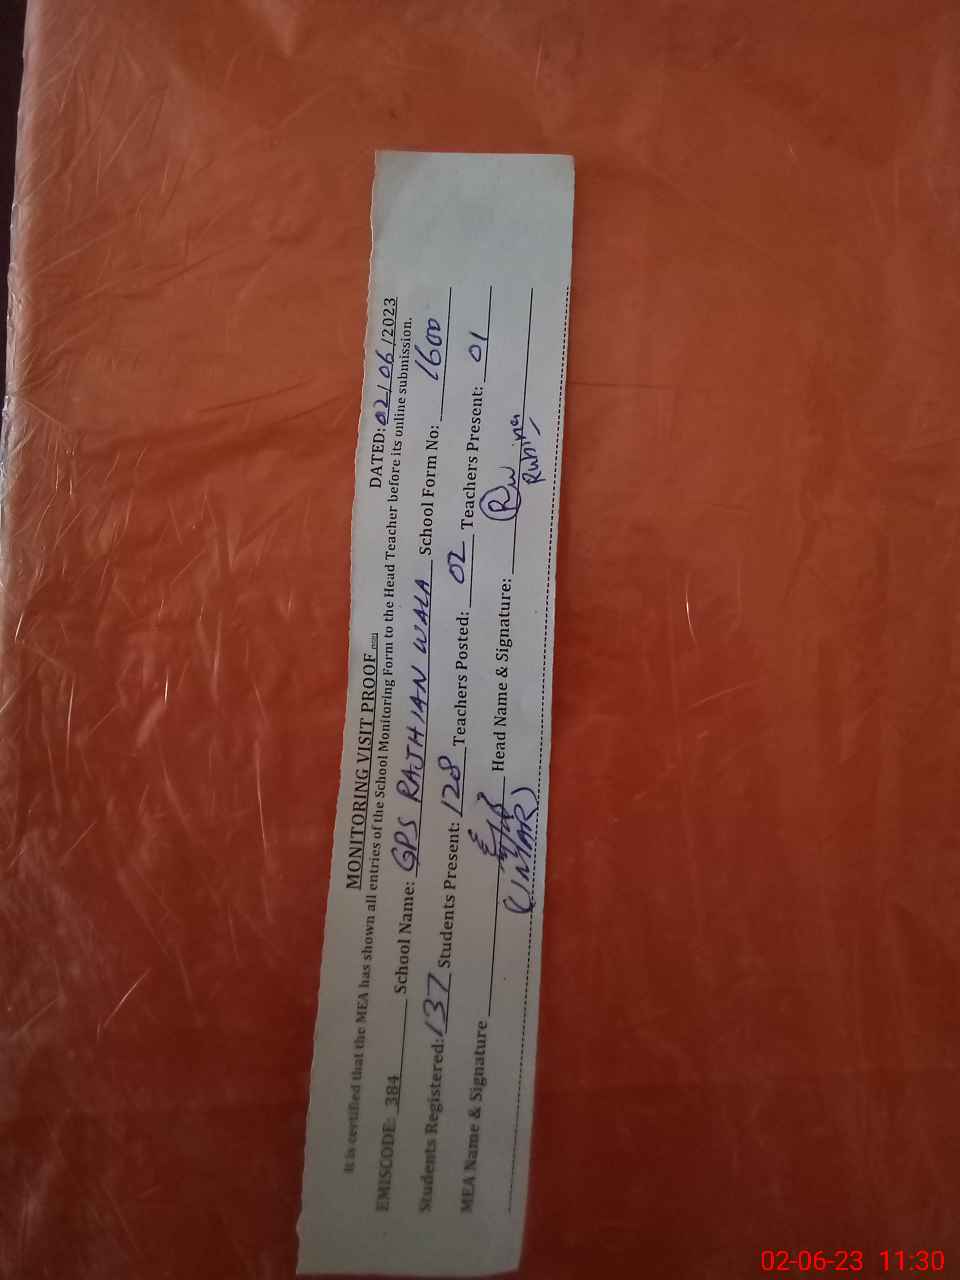 MONITORING VISIT PROOF
DATED: 02/06/2023
It is certified that the MEA has shown all entries of the School Monitoring Form to the Head Teacher before its online submission.
EMISCODE: 384 School Name: GPS RAJHIAN WALA School Form No: 1600
Students Registered: 137 Students Present: 128 Teachers Posted: 02 Teachers Present: 01
MEA Name & Signature Head Name & Signature:
Rubina
02-06-23 11:30